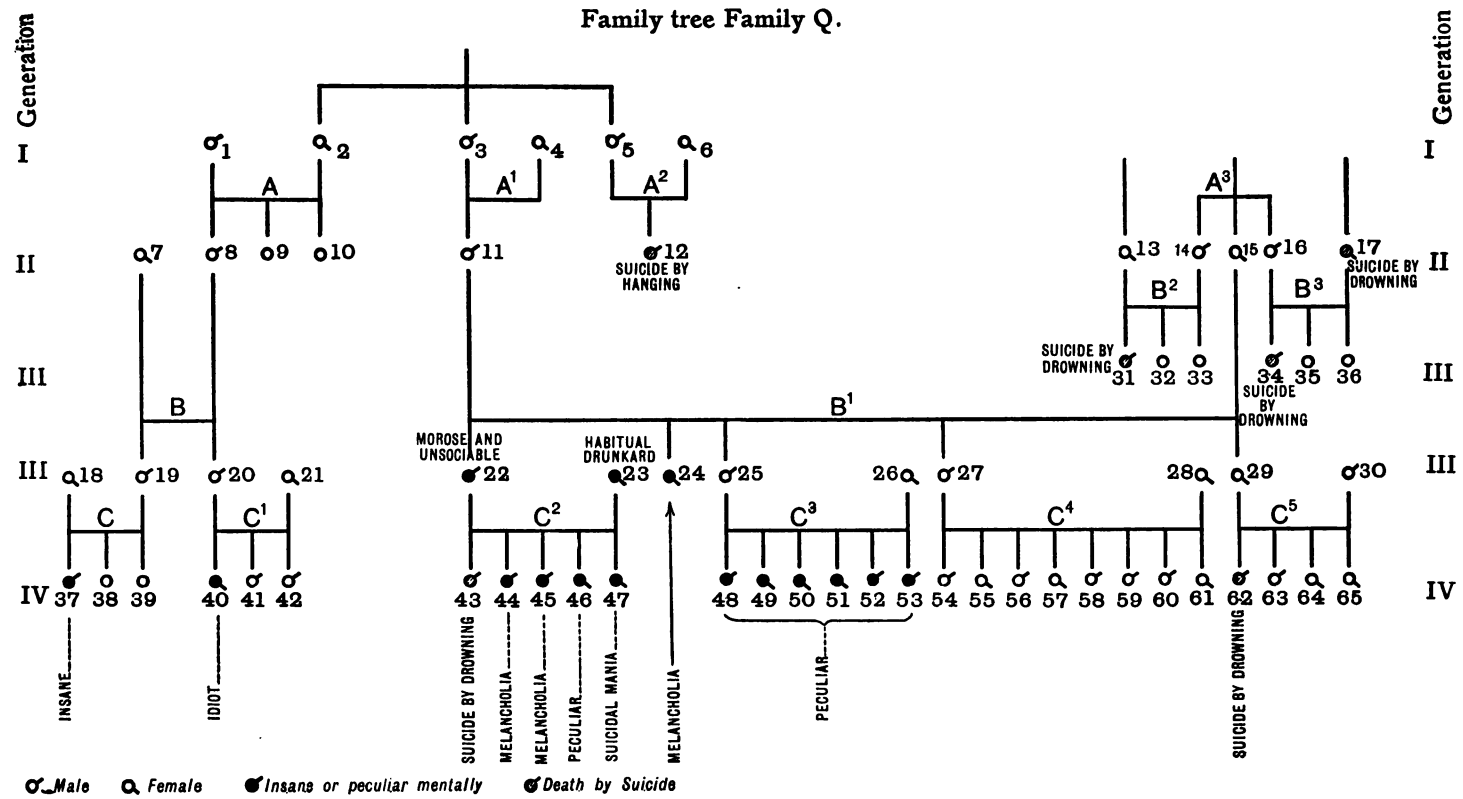 Family tree Family Q.
Generation
Generation
I 1 2 3 4 5 6 I
A A¹ A² A³
II 7 8 9 10 11 12 13 14 15 16 17 II
SUICIDE BY
HANGING
SUICIDE BY
DROWNING
B² B³
SUICIDE BY
DROWNING
III 31 32 33 34 35 36 III
SUICIDE
BY
DROWNING
B B¹
MOROSE AND
UNSOCIABLE
HABITUAL
DRUNKARD
III 18 19 20 21 22 23 24 25 26 27 28 29 30 III
C C¹ C² C³ C⁴ C⁵
IV 37 38 39 40 41 42 43 44 45 46 47 48 49 50 51 52 53 54 55 56 57 58 59 60 61 62 63 64 65 IV
INSANE
IDIOT
SUICIDE BY DROWNING
MELANCHOLIA
MELANCHOLIA
PECULIAR
SUICIDAL MANIA
MELANCHOLIA
PECULIAR
SUICIDE BY DROWNING
Male Female Insane or peculiar mentally Death by Suicide